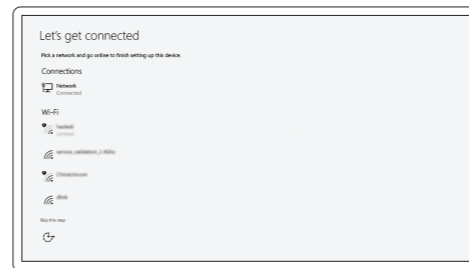 Let's get connected
Pick a network and go online to finish setting up this device.
Connections
Network
Connected
Wi-Fi
service_validation_2.4Ghz
ChinaUnicom
dlink
Skip this step